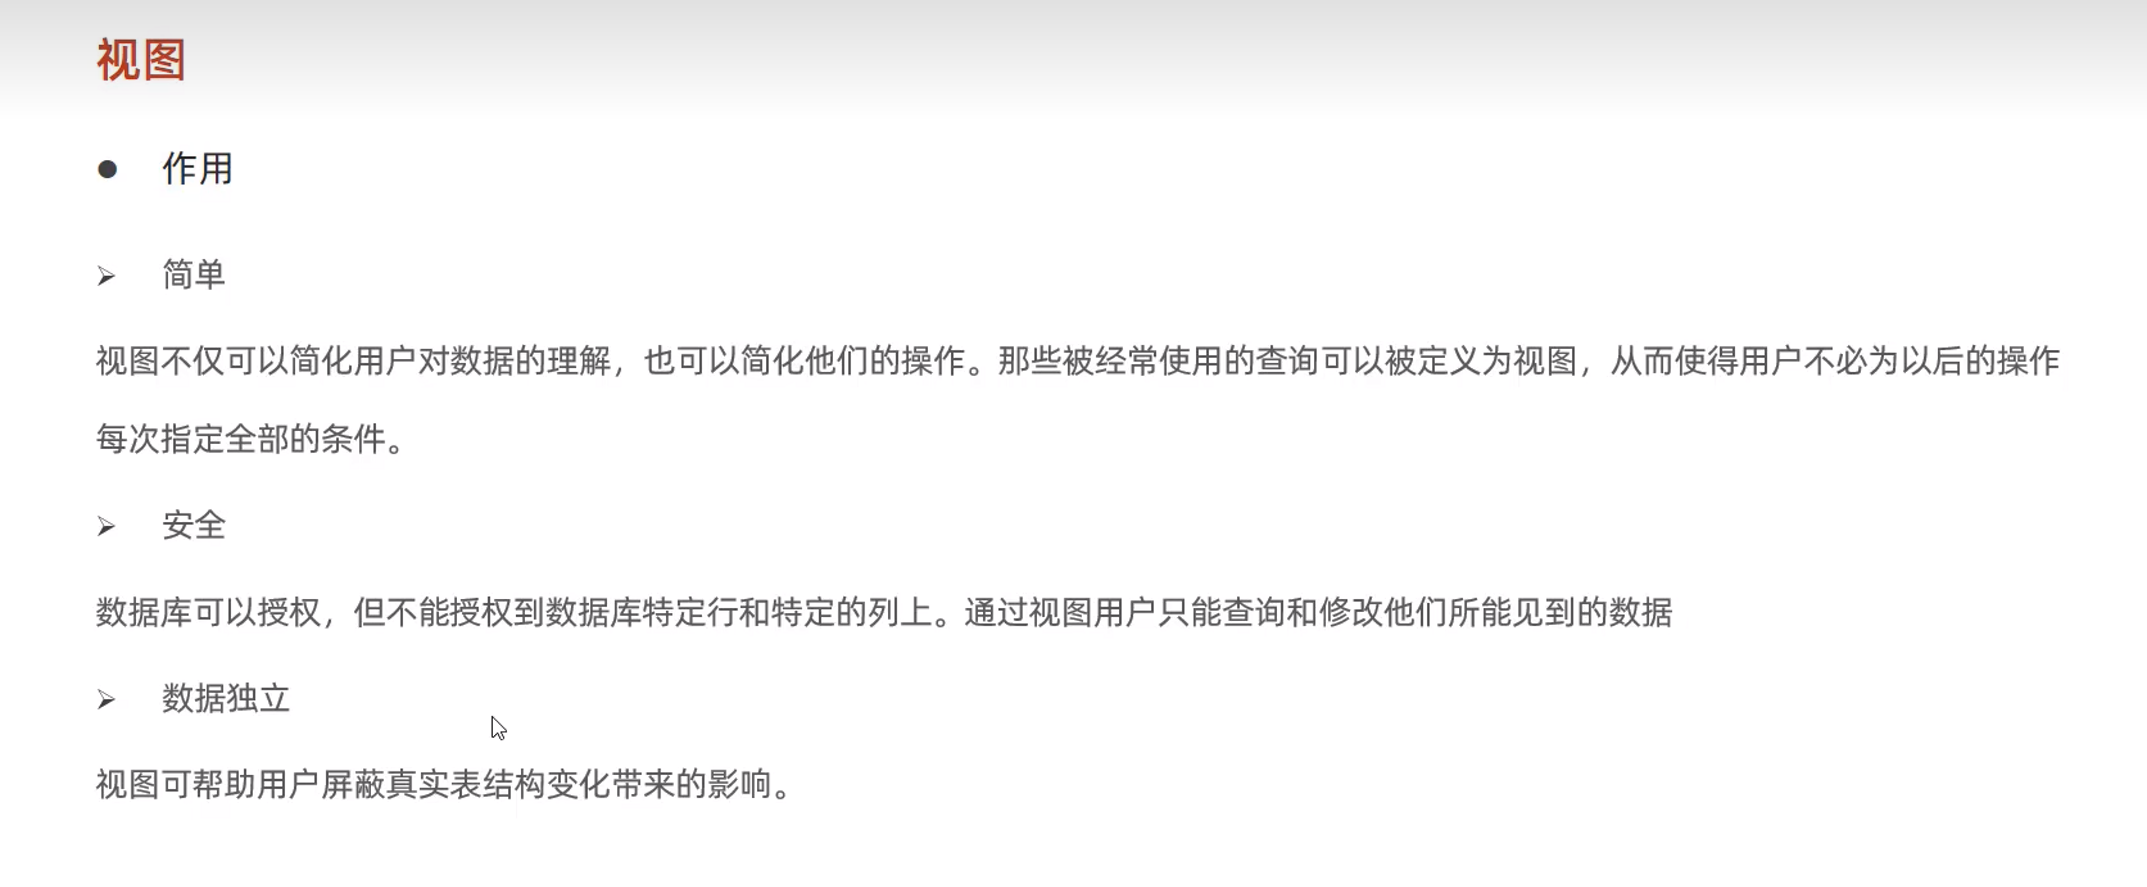 视图
作用
简单
视图不仅可以简化用户对数据的理解，也可以简化他们的操作。那些被经常使用的查询可以被定义为视图，从而使得用户不必为以后的操作
每次指定全部的条件。
安全
数据库可以授权，但不能授权到数据库特定行和特定的列上。通过视图用户只能查询和修改他们所能见到的数据
数据独立
视图可帮助用户屏蔽真实表结构变化带来的影响。